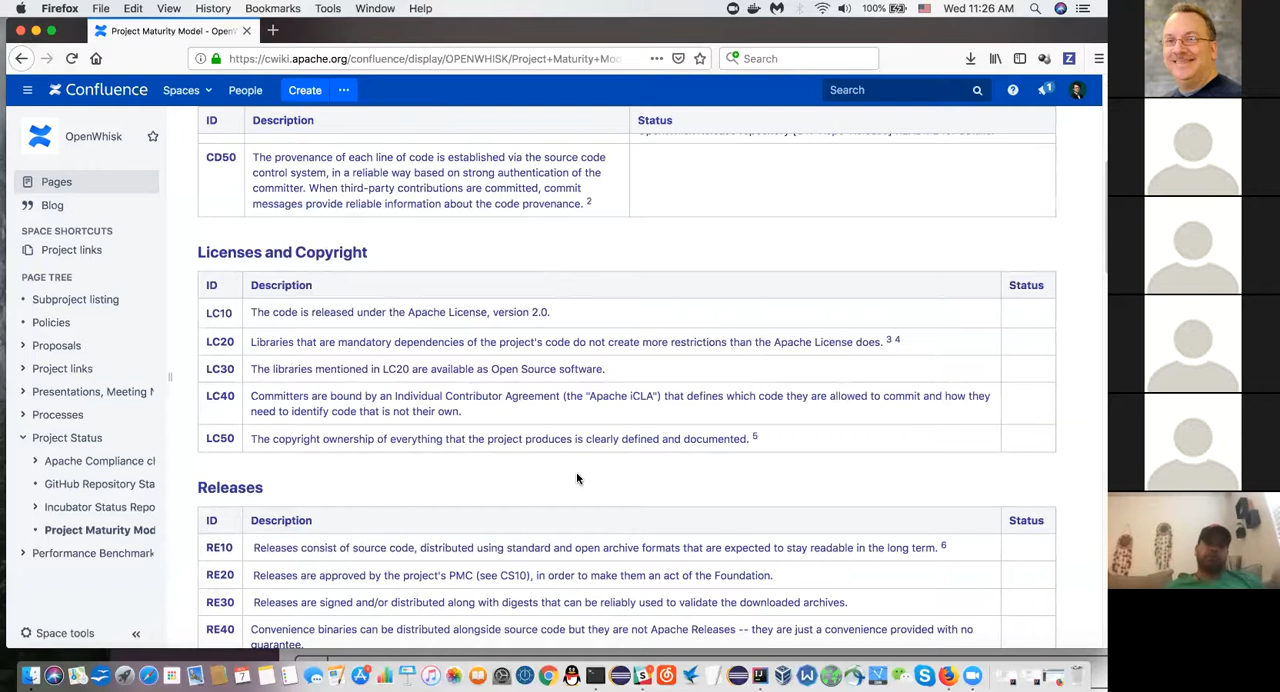 Firefox File Edit View History Bookmarks Tools Window Help 100% Wed 11:26 AM
Project Maturity Model - Open
https://cwiki.apache.org/confluence/display/OPENWHISK/Project+Maturity+Mo
Search
Confluence Spaces People Create Search 1
OpenWhisk
Pages
Blog
SPACE SHORTCUTS
Project links
PAGE TREE
Subproject listing
Policies
Proposals
Project links
Presentations, Meeting
Processes
Project Status
Apache Compliance
GitHub Repository Sta
Incubator Status Repo
Project Maturity Mod
Performance Benchmark
Space tools
ID Description Status
CD50 The provenance of each line of code is established via the source code
control system, in a reliable way based on strong authentication of the
committer. When third-party contributions are committed, commit
messages provide reliable information about the code provenance. 2
Licenses and Copyright
ID Description Status
LC10 The code is released under the Apache License, version 2.0.
LC20 Libraries that are mandatory dependencies of the project's code do not create more restrictions than the Apache License does. 3 4
LC30 The libraries mentioned in LC20 are available as Open Source software.
LC40 Committers are bound by an Individual Contributor Agreement (the "Apache iCLA") that defines which code they are allowed to commit and how they
need to identify code that is not their own.
LC50 The copyright ownership of everything that the project produces is clearly defined and documented. 5
Releases
ID Description Status
RE10 Releases consist of source code, distributed using standard and open archive formats that are expected to stay readable in the long term. 6
RE20 Releases are approved by the project's PMC (see CS10), in order to make them an act of the Foundation.
RE30 Releases are signed and/or distributed along with digests that can be reliably used to validate the downloaded archives.
RE40 Convenience binaries can be distributed alongside source code but they are not Apache Releases -- they are just a convenience provided with no
guarantee.